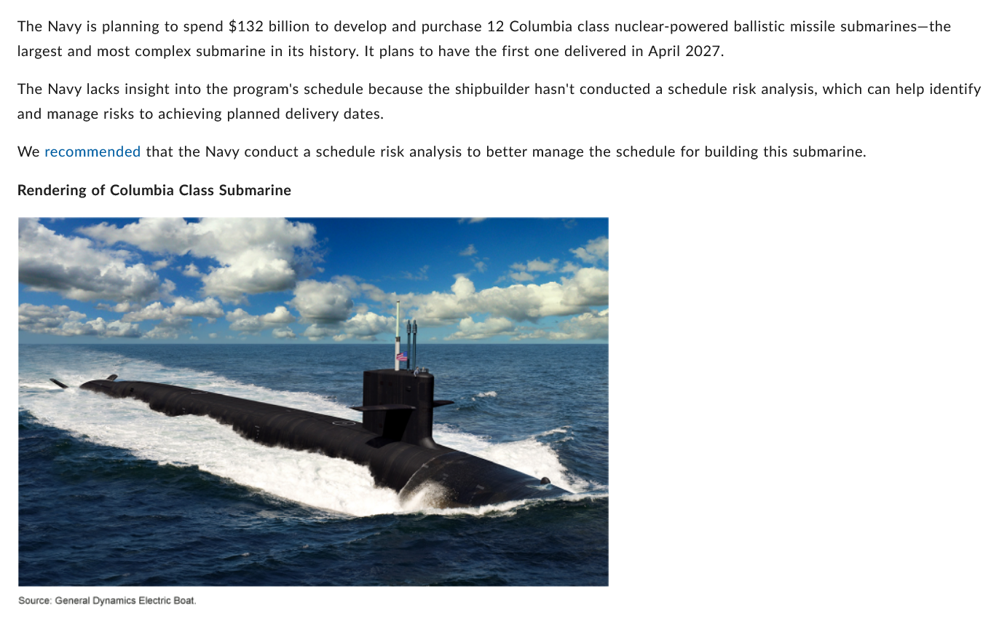 The Navy is planning to spend $132 billion to develop and purchase 12 Columbia class nuclear-powered ballistic missile submarines—the
largest and most complex submarine in its history. It plans to have the first one delivered in April 2027.
The Navy lacks insight into the program's schedule because the shipbuilder hasn't conducted a schedule risk analysis, which can help identify
and manage risks to achieving planned delivery dates.
We recommended that the Navy conduct a schedule risk analysis to better manage the schedule for building this submarine.
Rendering of Columbia Class Submarine
Source: General Dynamics Electric Boat.